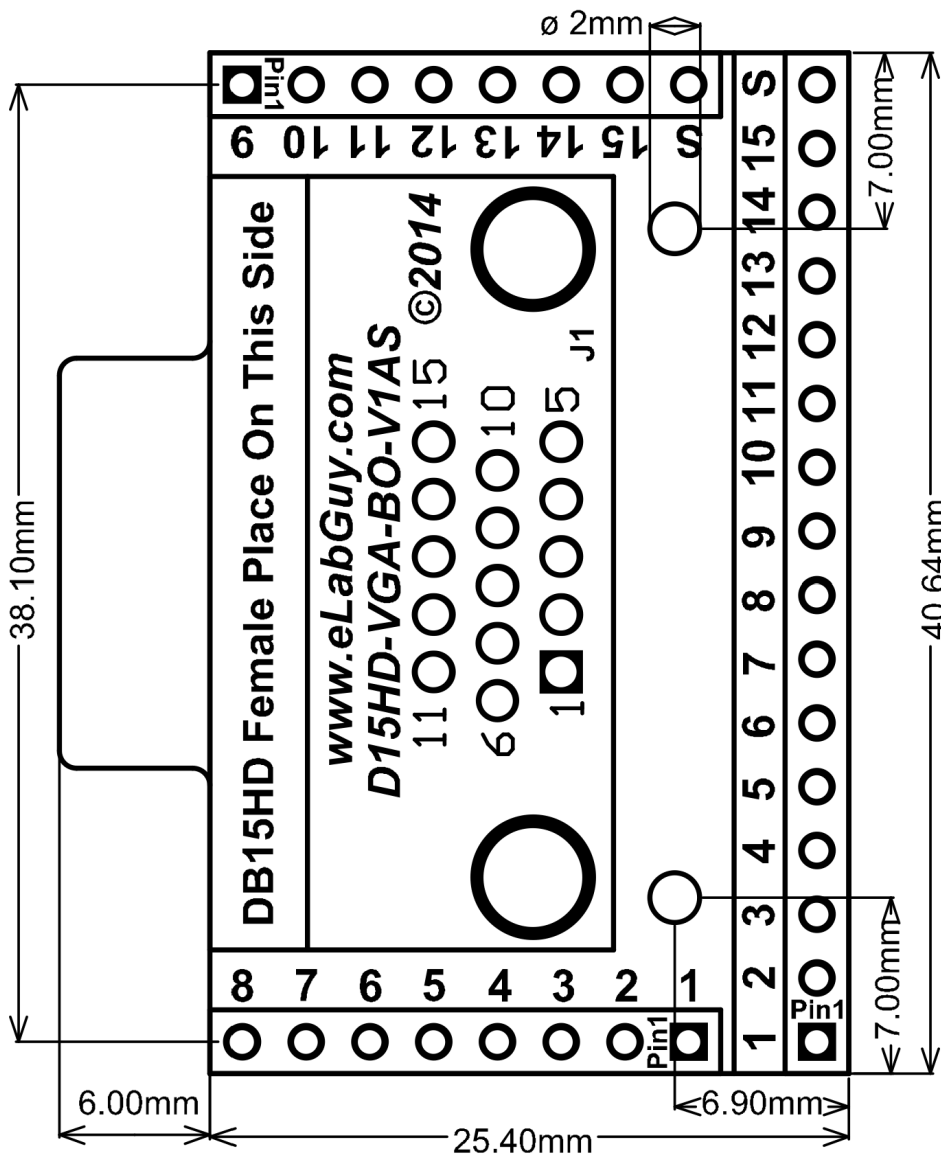 ø 2mm
Pin1
9 10 11 12 13 14 15 S
7.00mm
S
15
14
13
12
11
10
9
8
7
6
5
4
3
2
1
Pin1
DB15HD Female Place On This Side
www.eLabGuy.com
D15HD-VGA-BO-V1AS ©2014
11 15
6 10
1 5
J1
38.10mm
40.64mm
8 7 6 5 4 3 2 1
Pin1
7.00mm
6.00mm
6.90mm
25.40mm